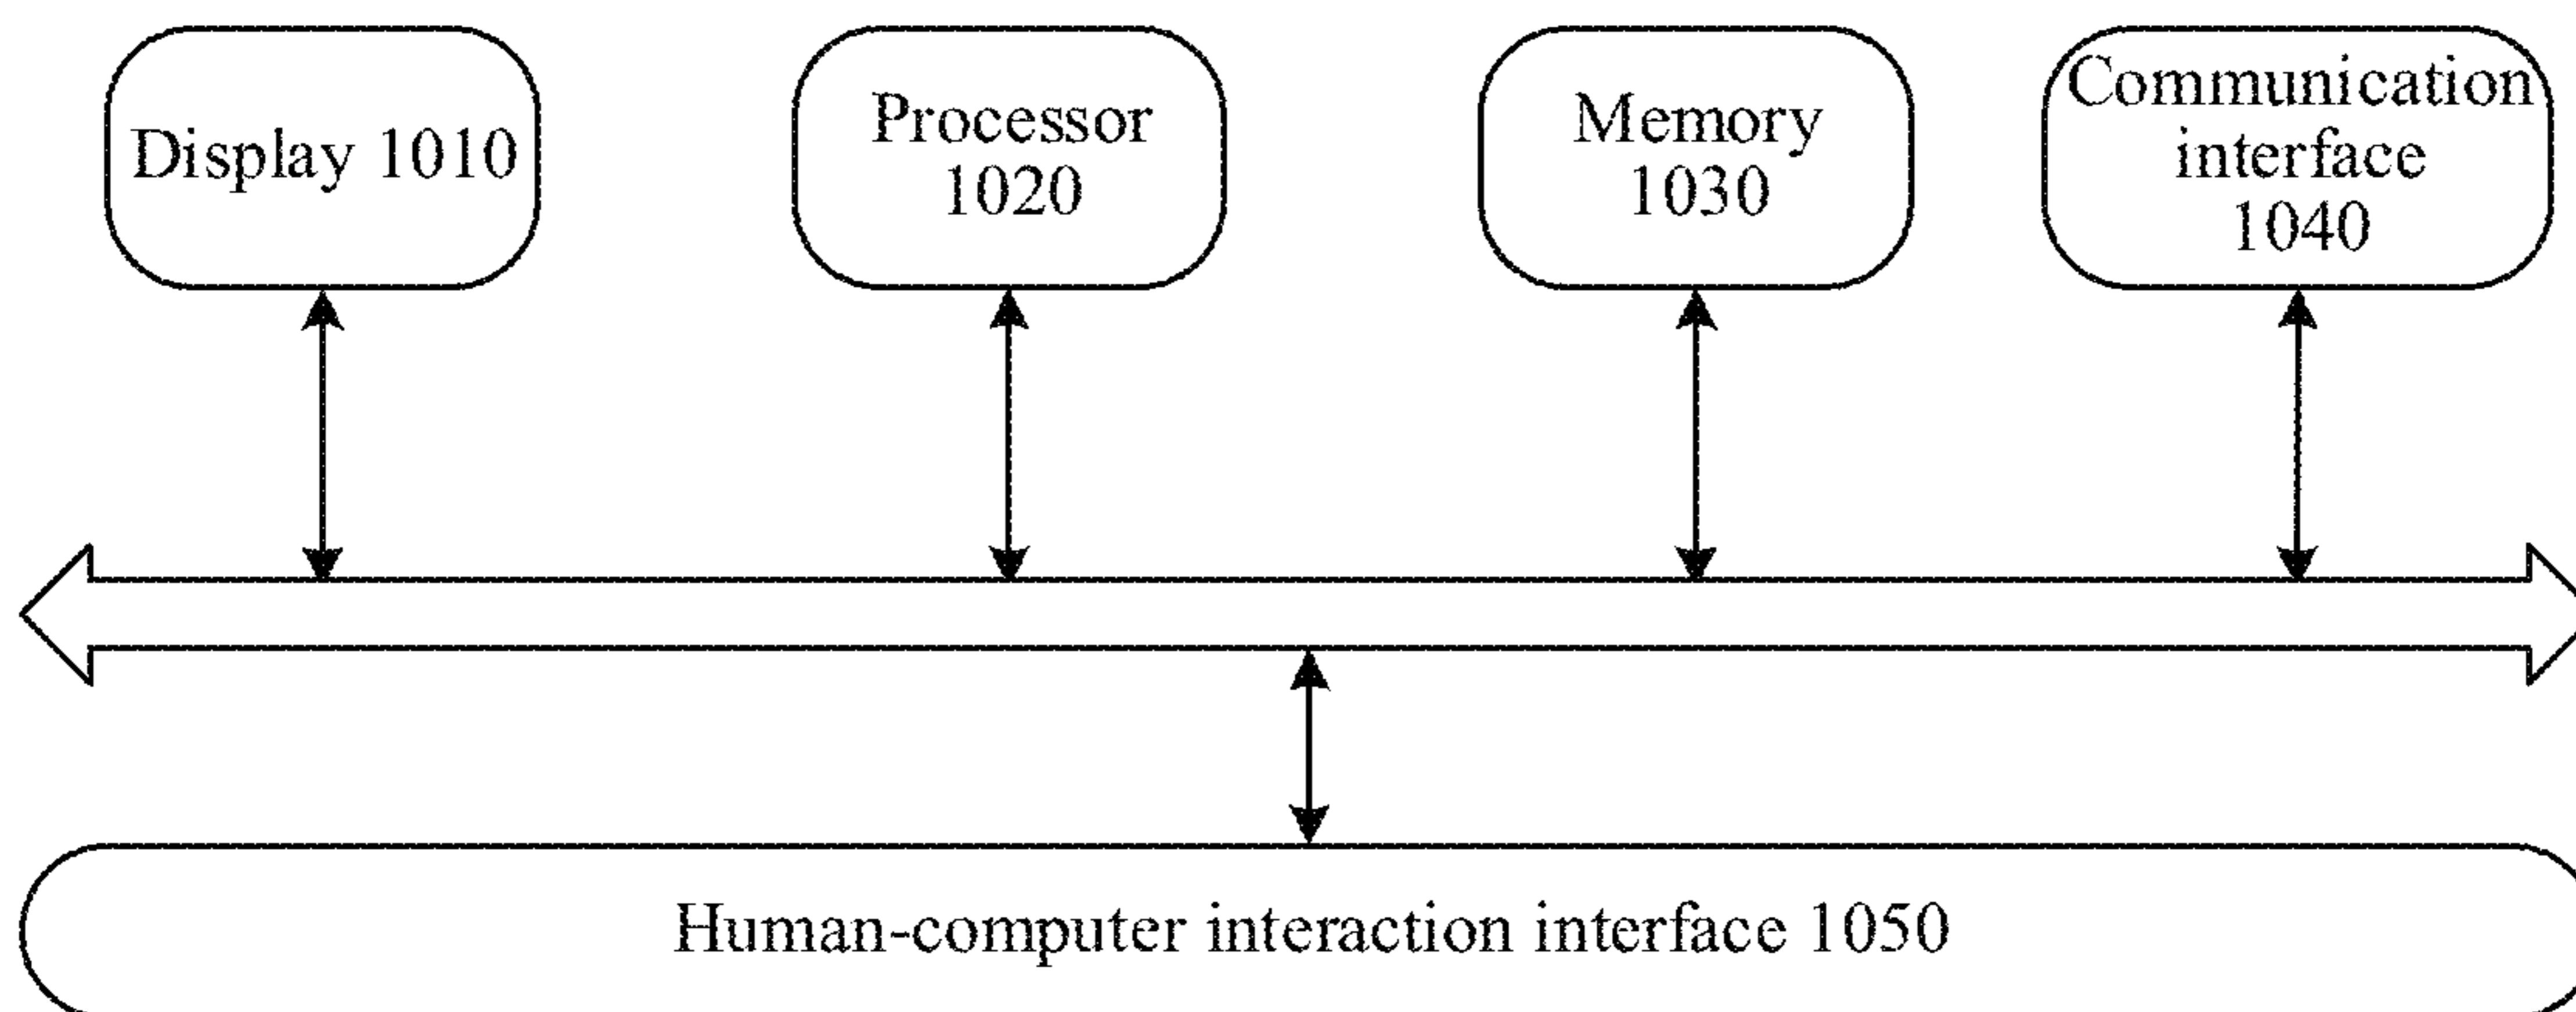 Display 1010
Processor
1020
Memory
1030
Communication
interface
1040
Human-computer interaction interface 1050